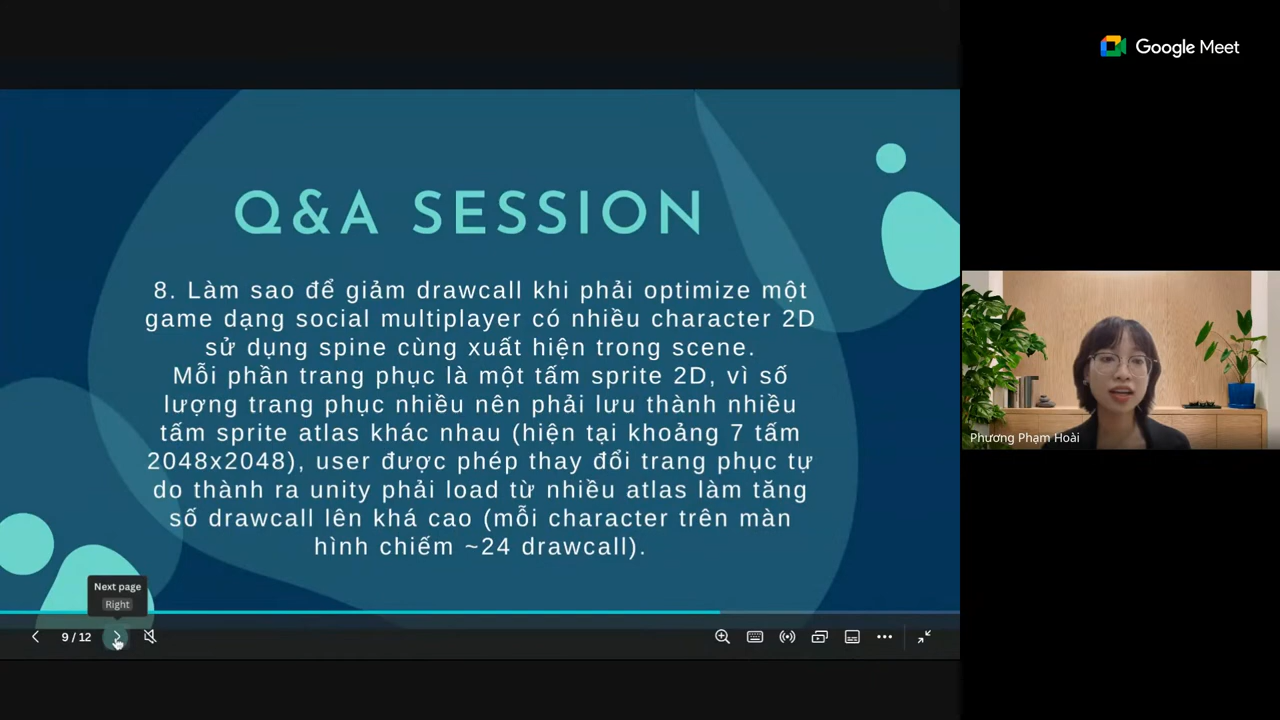 Google Meet
Q&A SESSION
8. Làm sao để giảm drawcall khi phải optimize một
game dạng social multiplayer có nhiều character 2D
sử dụng spine cùng xuất hiện trong scene.
Mỗi phần trang phục là một tấm sprite 2D, vì số
lượng trang phục nhiều nên phải lưu thành nhiều
tấm sprite atlas khác nhau (hiện tại khoảng 7 tấm
2048x2048), user được phép thay đổi trang phục tự
do thành ra unity phải load từ nhiều atlas làm tăng
số drawcall lên khá cao (mỗi character trên màn
hình chiếm ~24 drawcall).
Phương Phạm Hoài
Next page
Right
9 / 12